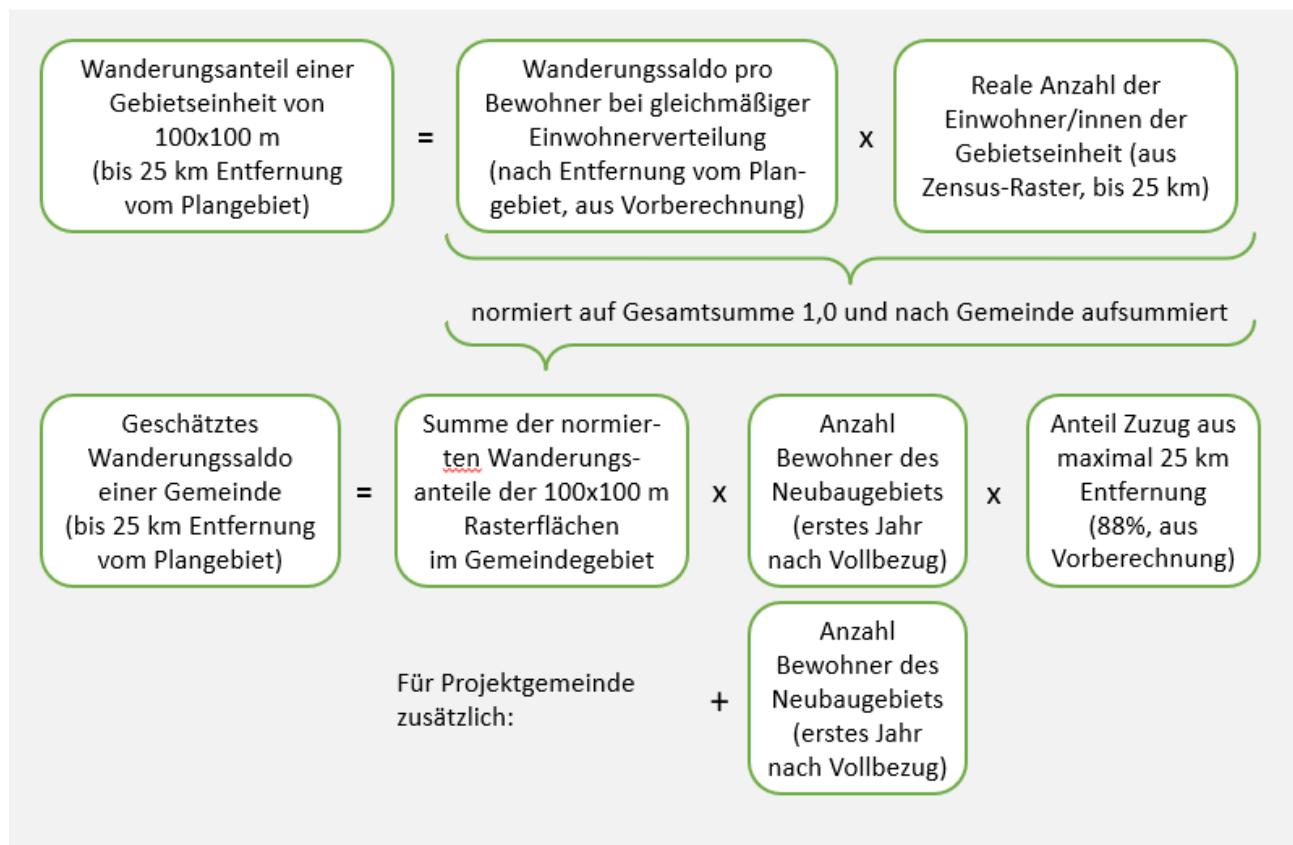 Wanderungsanteil einer
Gebietseinheit von
100x100 m
(bis 25 km Entfernung
vom Plangebiet)
=
Wanderungssaldo pro
Bewohner bei gleichmäßiger
Einwohnerverteilung
(nach Entfernung vom Plan-
gebiet, aus Vorberechnung)
x
Reale Anzahl der
Einwohner/innen der
Gebietseinheit (aus
Zensus-Raster, bis 25 km)
normiert auf Gesamtsumme 1,0 und nach Gemeinde aufsummiert
Geschätztes
Wanderungssaldo
einer Gemeinde
(bis 25 km Entfernung
vom Plangebiet)
=
Summe der normier-
ten Wanderungs-
anteile der 100x100 m
Rasterflächen
im Gemeindegebiet
x
Anzahl
Bewohner des
Neubaugebiets
(erstes Jahr
nach Vollbezug)
x
Anteil Zuzug aus
maximal 25 km
Entfernung
(88%, aus
Vorberechnung)
Für Projektgemeinde
zusätzlich:
+
Anzahl
Bewohner des
Neubaugebiets
(erstes Jahr
nach Vollbezug)